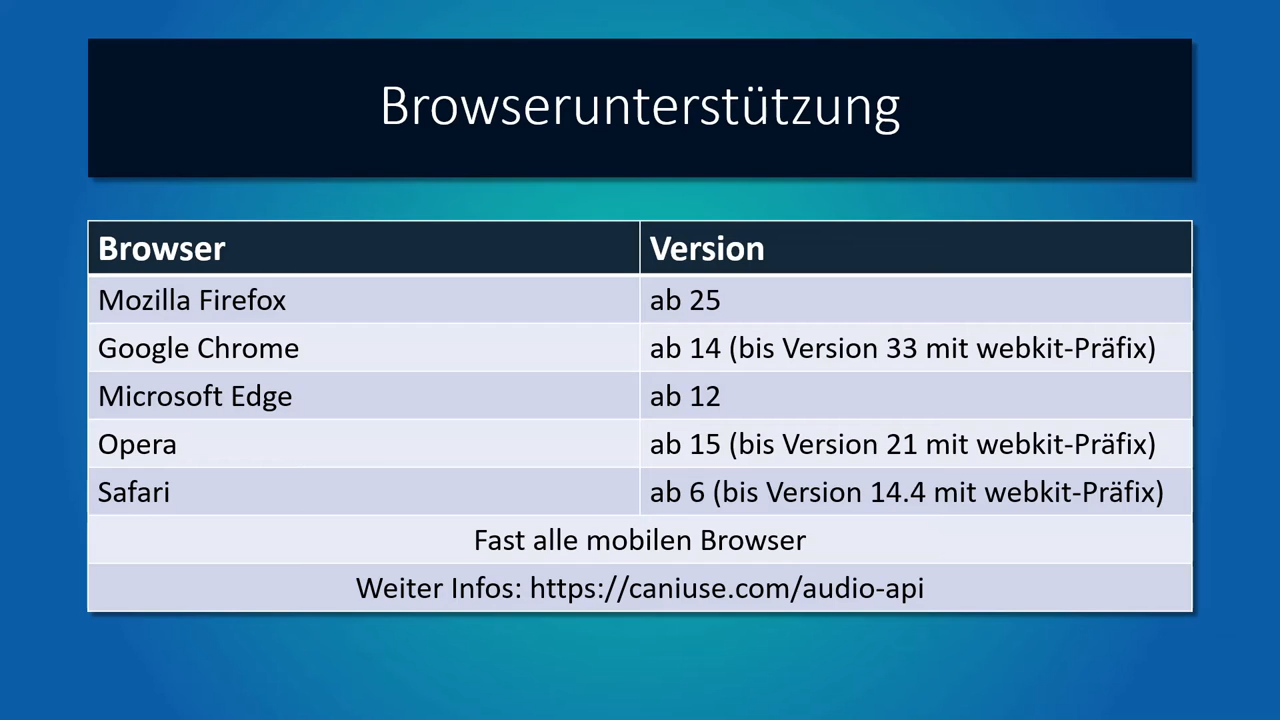 Browserunterstützung
Browser Version
Mozilla Firefox ab 25
Google Chrome ab 14 (bis Version 33 mit webkit-Präfix)
Microsoft Edge ab 12
Opera ab 15 (bis Version 21 mit webkit-Präfix)
Safari ab 6 (bis Version 14.4 mit webkit-Präfix)
Fast alle mobilen Browser
Weiter Infos: https://caniuse.com/audio-api